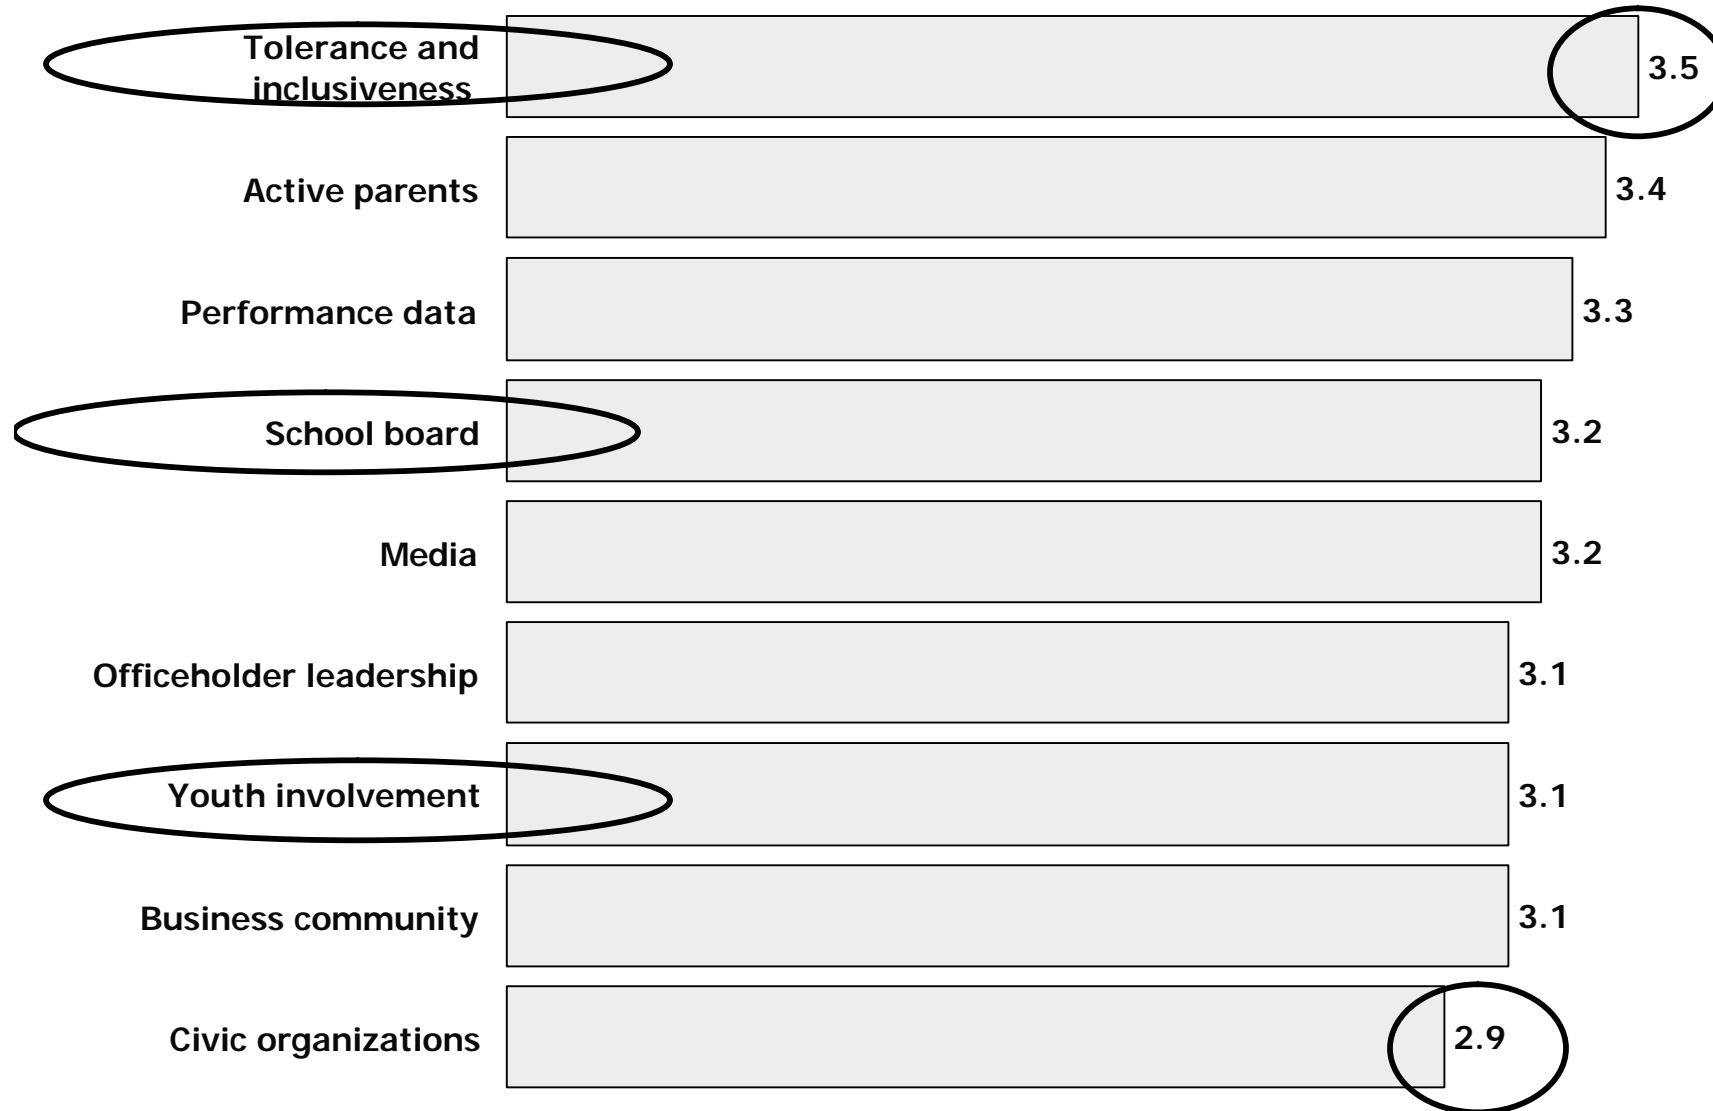 Tolerance and
inclusiveness
3.5
Active parents
3.4
Performance data
3.3
School board
3.2
Media
3.2
Officeholder leadership
3.1
Youth involvement
3.1
Business community
3.1
Civic organizations
2.9